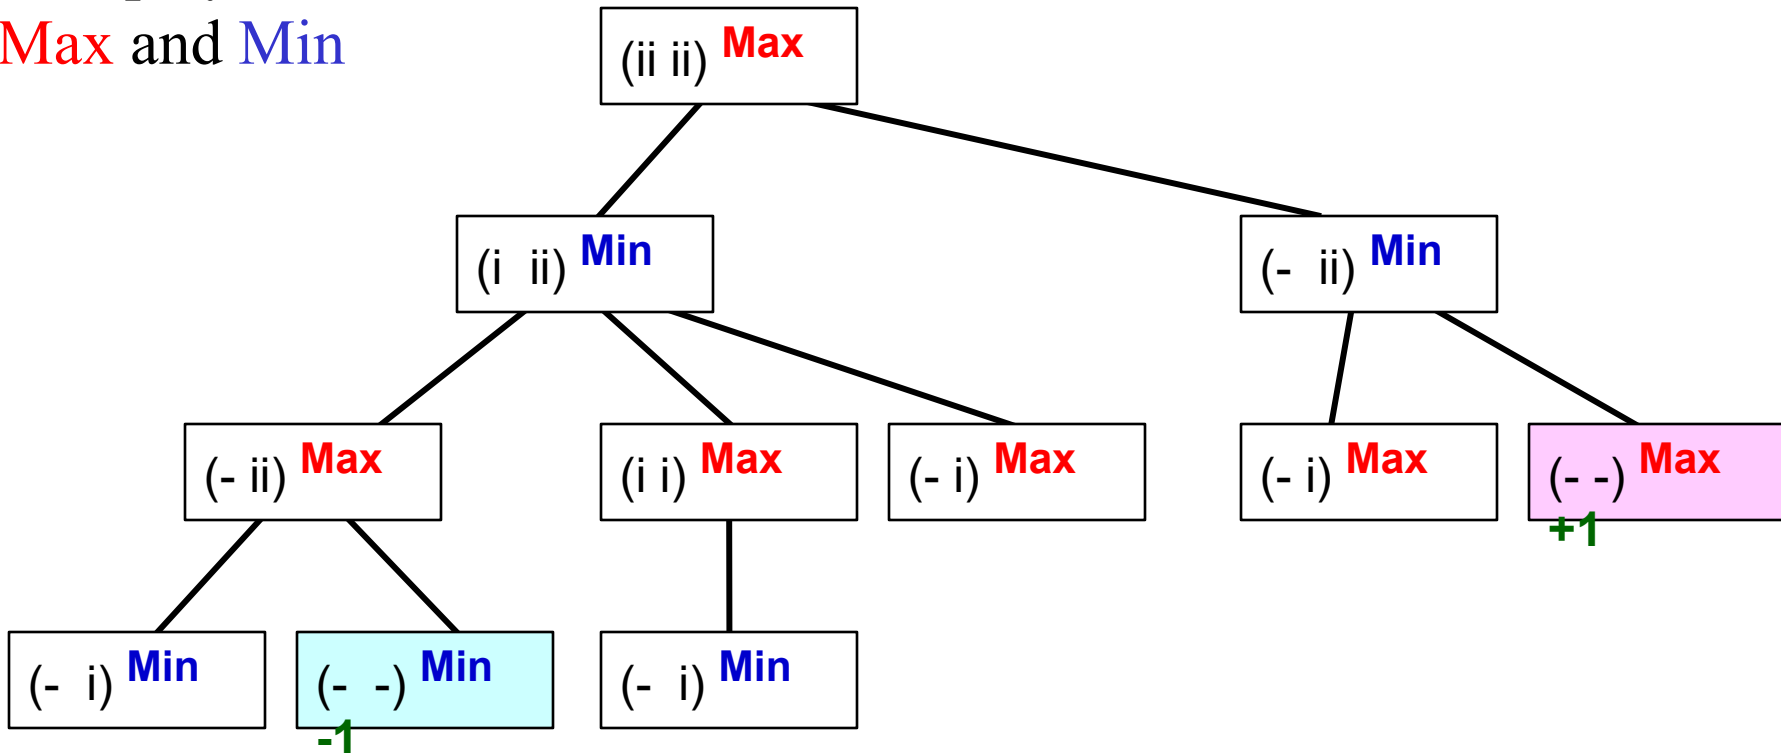 Max and Min
(ii ii) Max
(i ii) Min
(- ii) Min
(- ii) Max
(i i) Max
(- i) Max
(- i) Max
(- -) Max
+1
(- i) Min
(- -) Min
-1
(- i) Min